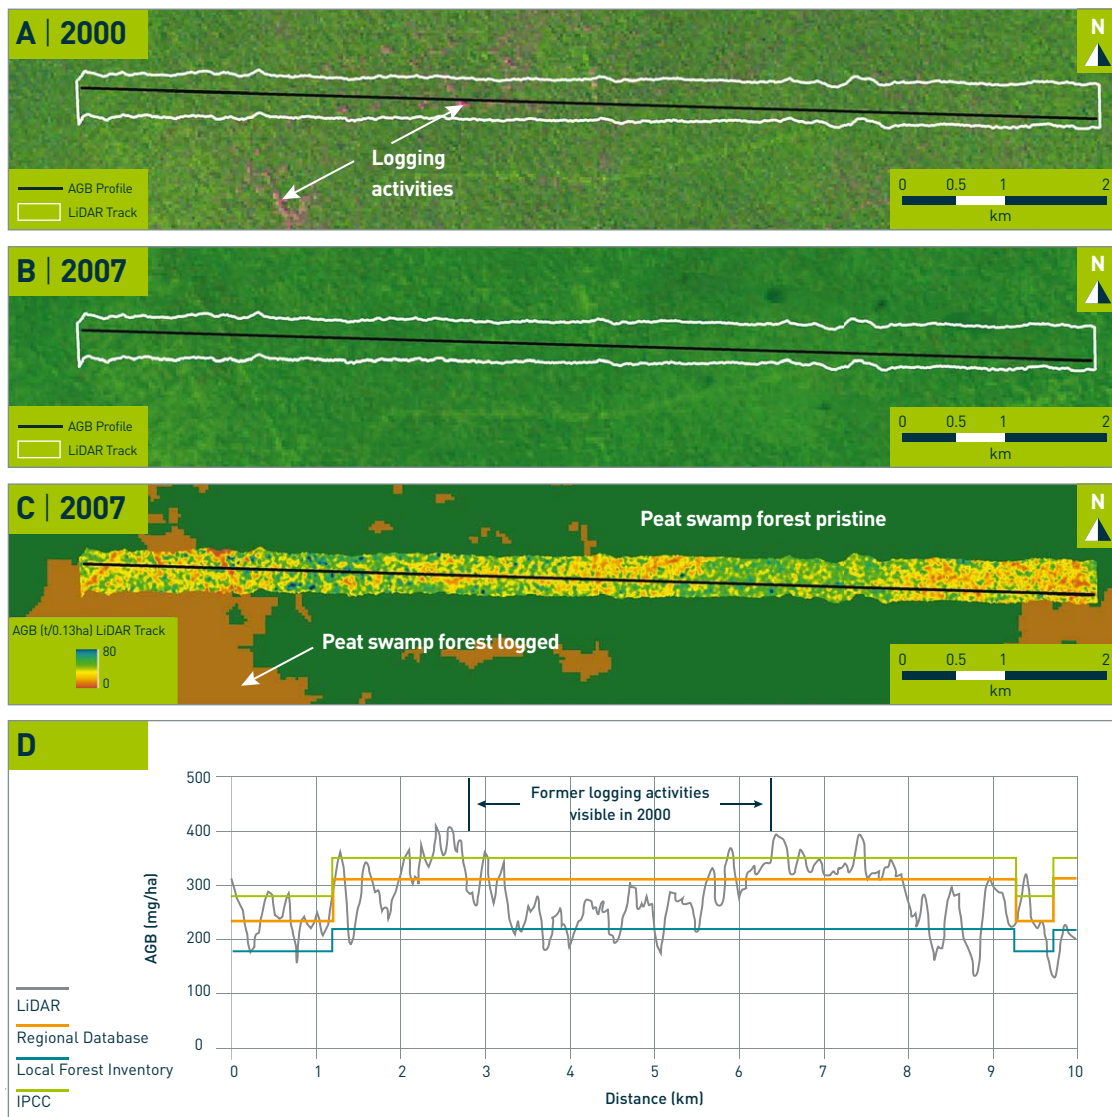 A | 2000
N
Logging
activities
AGB Profile
LiDAR Track
0 0.5 1 2
km
B | 2007
N
AGB Profile
LiDAR Track
0 0.5 1 2
km
C | 2007
N
Peat swamp forest pristine
AGB (t/0.13ha) LiDAR Track
80
0
Peat swamp forest logged
0 0.5 1 2
km
D
500
400
300
200
100
0
AGB (mg/ha)
Former logging activities
visible in 2000
0 1 2 3 4 5 6 7 8 9 10
Distance (km)
LiDAR
Regional Database
Local Forest Inventory
IPCC